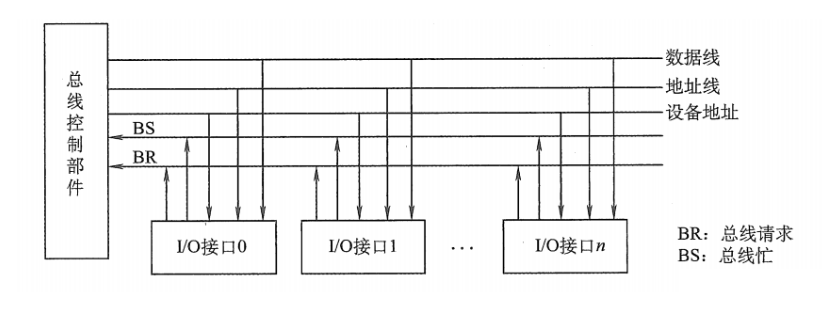 总线控制部件
数据线
地址线
设备地址
BS
BR
I/O接口0
I/O接口1
···
I/O接口n
BR：总线请求
BS：总线忙